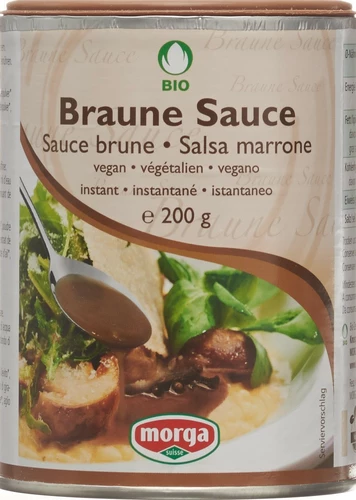 BIO
Braune Sauce
Sauce brune • Salsa marrone
vegan • végétalien • vegano
instant • instantané • istantaneo
e 200 g
morga
suisse
Serviervorschlag